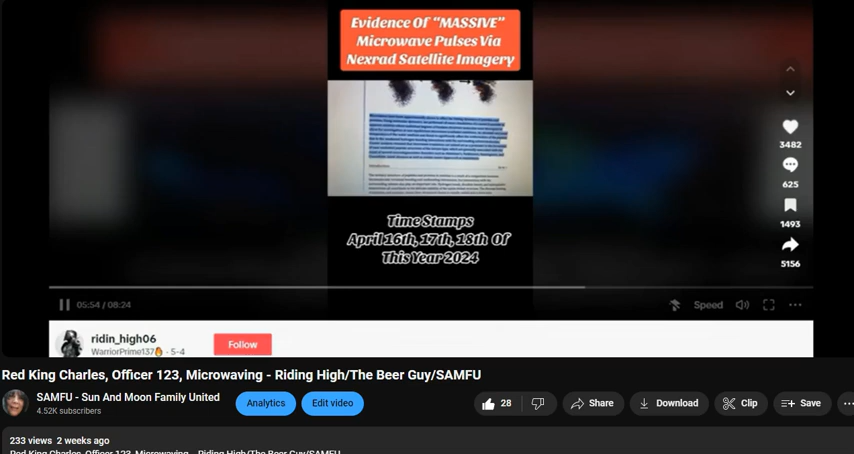 Evidence Of "MASSIVE"
Microwave Pulses Via
Nexrad Satellite Imagery
Time Stamps
April 16th, 17th, 18th Of
This Year 2024
3482
625
1493
5156
05:54 / 08:24
Speed
ridin_high06
WarriorPrime137🔥 · 5-4
Follow
Red King Charles, Officer 123, Microwaving - Riding High/The Beer Guy/SAMFU
SAMFU - Sun And Moon Family United
4.52K subscribers
Analytics
Edit video
28
Share
Download
Clip
Save
233 views 2 weeks ago
Red King Charles, Officer 123, Microwaving - Riding High/The Beer Guy/SAMFU